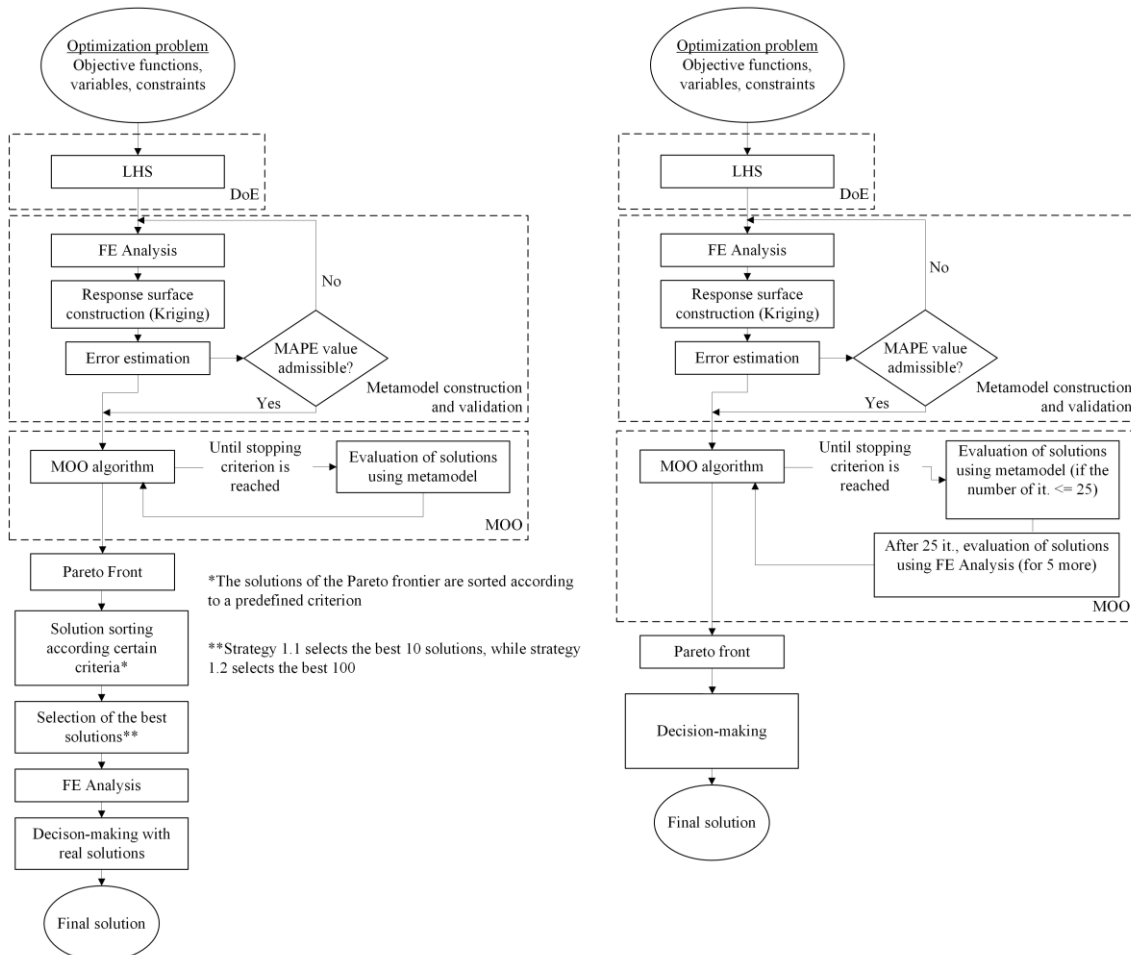 Optimization problem
Objective functions,
variables, constraints
LHS
DoE
FE Analysis
No
Response surface
construction (Kriging)
Error estimation
MAPE value
admissible?
Yes
Metamodel construction
and validation
MOO algorithm
Until stopping
criterion is
reached
Evaluation of solutions
using metamodel
MOO
Pareto Front
*The solutions of the Pareto frontier are sorted according
to a predefined criterion
Solution sorting
according certain
criteria*
**Strategy 1.1 selects the best 10 solutions, while strategy
1.2 selects the best 100
Selection of the best
solutions**
FE Analysis
Decison-making with
real solutions
Final solution
Optimization problem
Objective functions,
variables, constraints
LHS
DoE
FE Analysis
No
Response surface
construction (Kriging)
Error estimation
MAPE value
admissible?
Yes
Metamodel construction
and validation
MOO algorithm
Until stopping
criterion is
reached
Evaluation of solutions
using metamodel (if the
number of it. <= 25)
After 25 it., evaluation of solutions
using FE Analysis (for 5 more)
MOO
Pareto front
Decision-making
Final solution